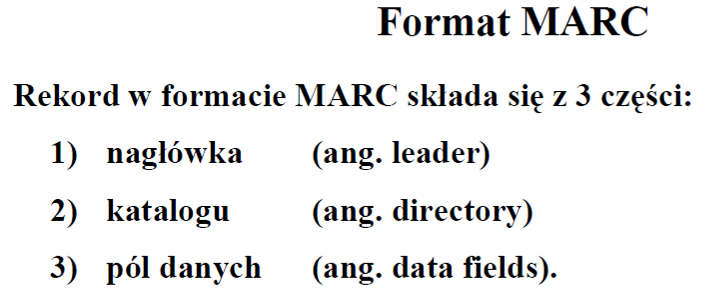 Format MARC
Rekord w formacie MARC składa się z 3 części:
1) nagłówka (ang. leader)
2) katalogu (ang. directory)
3) pól danych (ang. data fields).